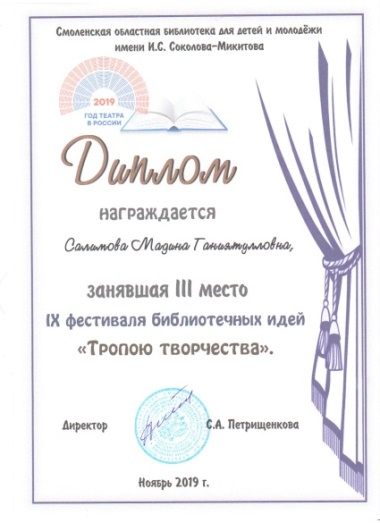 Смоленская областная библиотека для детей и молодёжи
имени И.С. Соколова-Микитова
2019
ГОД ТЕАТРА
В РОССИИ
Диплом
награждается
Салимова Мадина Ганиятулловна,
занявшая III место
IX фестиваля библиотечных идей
«Тропою творчества».
Директор
С.А. Петрищенкова
Ноябрь 2019 г.